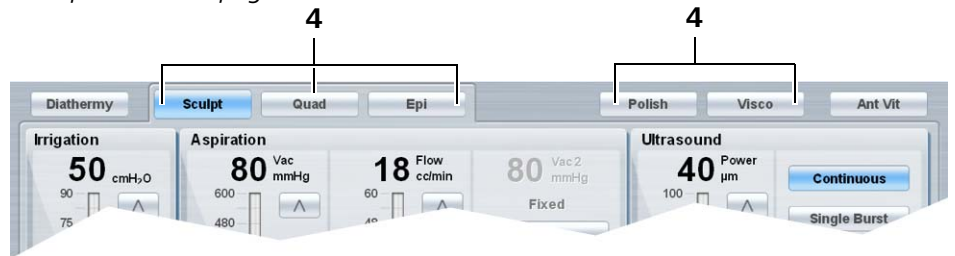 4 4
Diathermy Sculpt Quad Epi Polish Visco Ant Vit
Irrigation Aspiration Ultrasound
50 cmH₂O 80 Vac mmHg 18 Flow cc/min 80 Vac2 mmHg 40 Power µm Continuous
90 600 60 Fixed 100
75 480 48 Single Burst